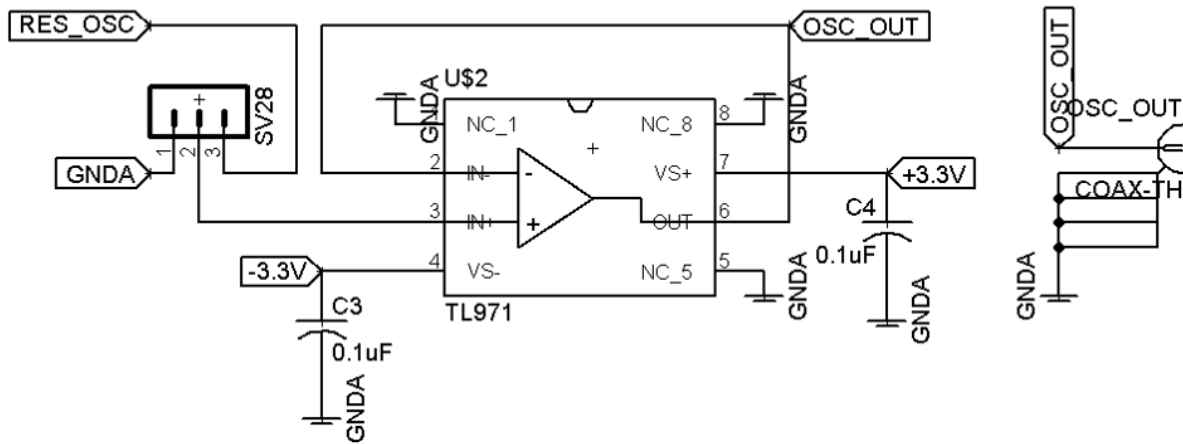 RES_OSC
OSC_OUT
OSC_OUT
OSC_OUT
U$2
GNDA
GNDA
SV28
1
2
3
GNDA
NC_1
NC_8
8
2
IN-
-
VS+
7
+3.3V
3
IN+
+
OUT
6
C4
0.1uF
COAX-TH
4
VS-
NC_5
5
-3.3V
TL971
GNDA
GNDA
GNDA
C3
0.1uF
GNDA